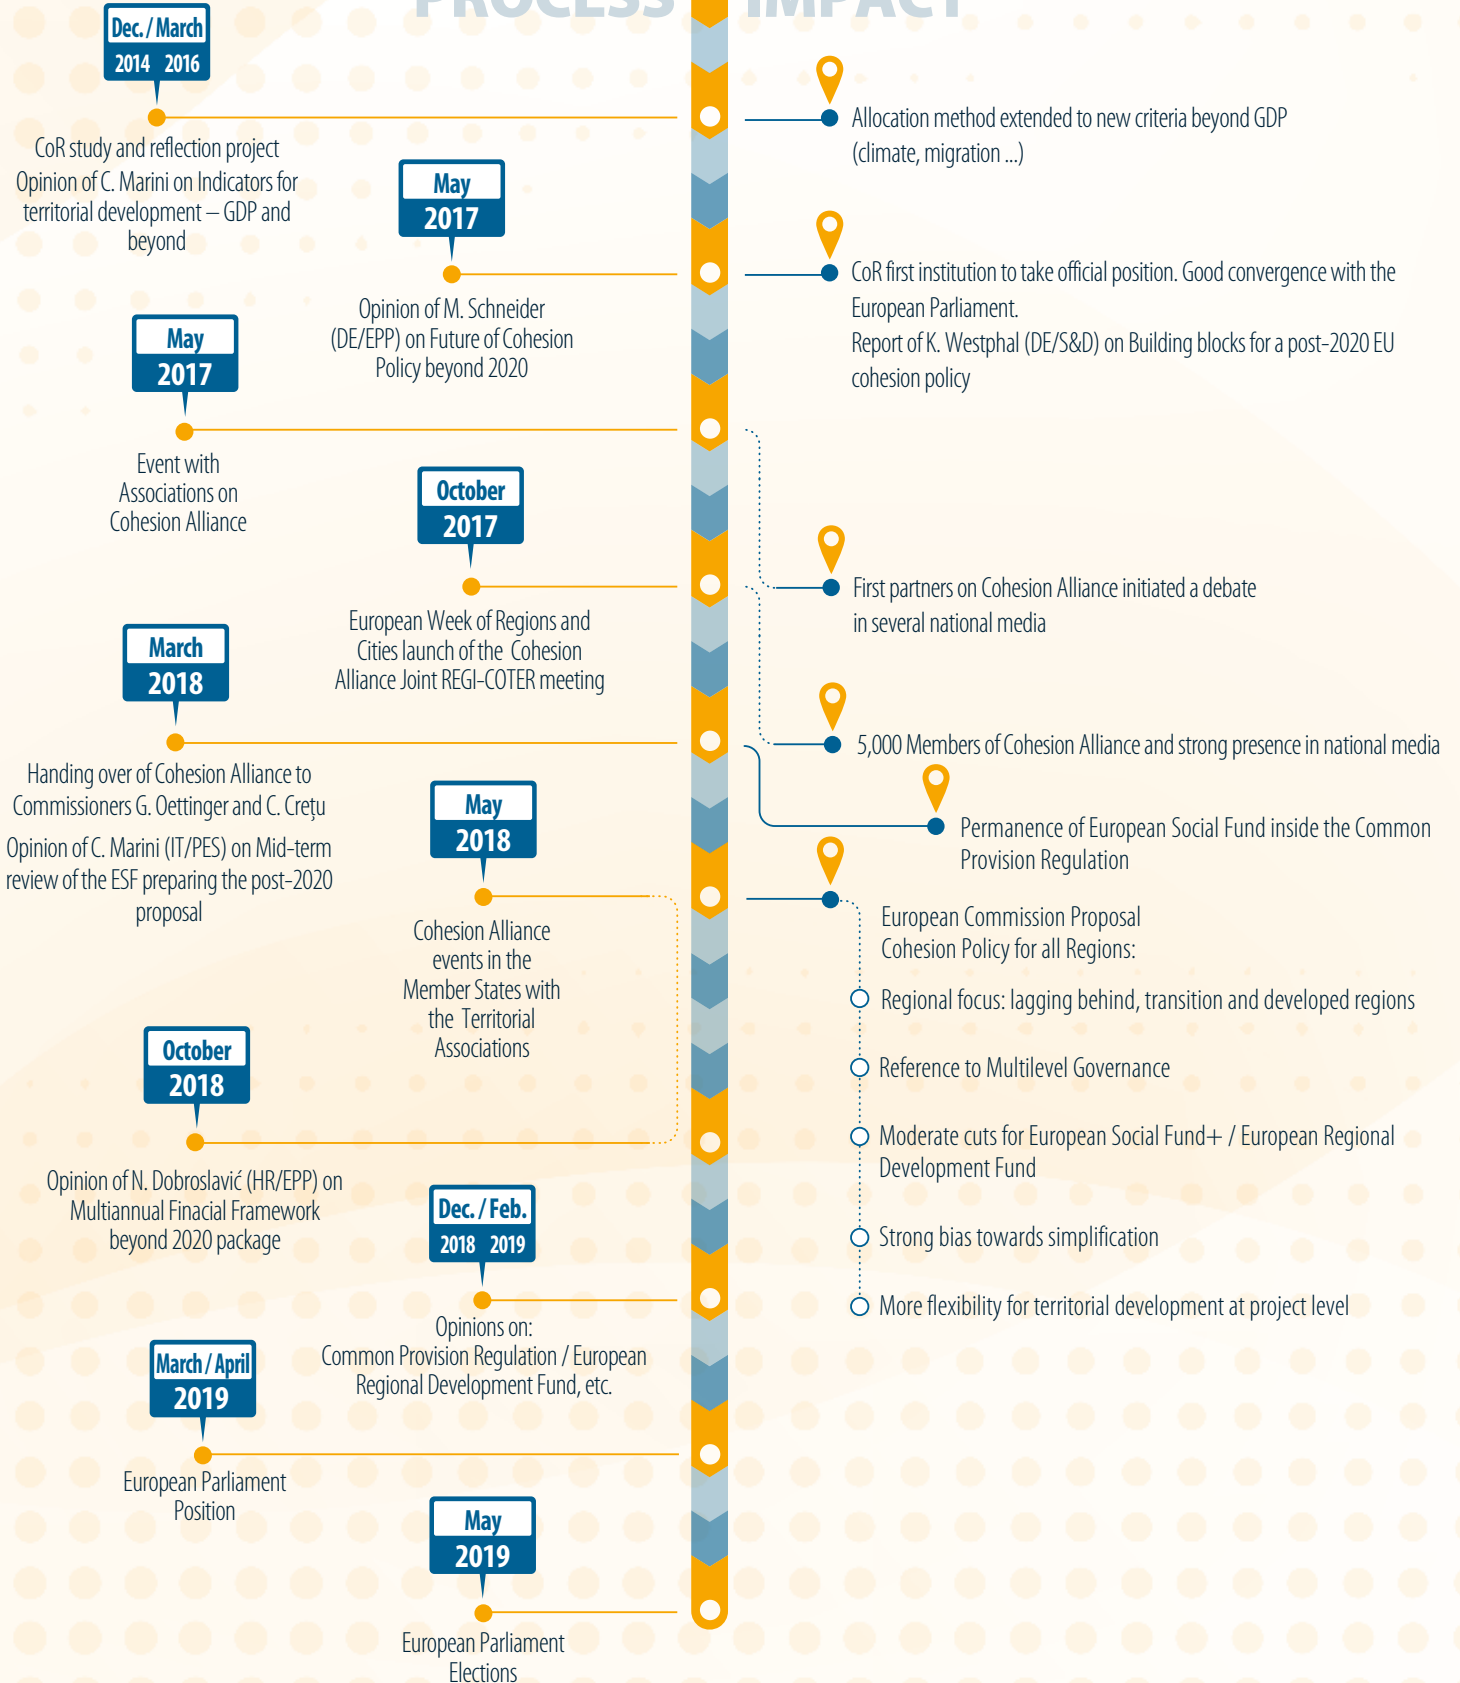 PROCESS IMPACT
Dec. / March
2014 2016
CoR study and reflection project
Opinion of C. Marini on Indicators for
territorial development – GDP and
beyond
Allocation method extended to new criteria beyond GDP
(climate, migration ...)
May
2017
Opinion of M. Schneider
(DE/EPP) on Future of Cohesion
Policy beyond 2020
CoR first institution to take official position. Good convergence with the
European Parliament.
Report of K. Westphal (DE/S&D) on Building blocks for a post-2020 EU
cohesion policy
May
2017
Event with
Associations on
Cohesion Alliance
First partners on Cohesion Alliance initiated a debate
in several national media
October
2017
European Week of Regions and
Cities launch of the Cohesion
Alliance Joint REGI-COTER meeting
5,000 Members of Cohesion Alliance and strong presence in national media
March
2018
Handing over of Cohesion Alliance to
Commissioners G. Oettinger and C. Crețu
Opinion of C. Marini (IT/PES) on Mid-term
review of the ESF preparing the post-2020
proposal
Permanence of European Social Fund inside the Common
Provision Regulation
May
2018
Cohesion Alliance
events in the
Member States with
the Territorial
Associations
European Commission Proposal
Cohesion Policy for all Regions:
Regional focus: lagging behind, transition and developed regions
Reference to Multilevel Governance
Moderate cuts for European Social Fund+ / European Regional
Development Fund
Strong bias towards simplification
More flexibility for territorial development at project level
October
2018
Opinion of N. Dobroslavić (HR/EPP) on
Multiannual Finacial Framework
beyond 2020 package
Dec. / Feb.
2018 2019
Opinions on:
Common Provision Regulation / European
Regional Development Fund, etc.
March / April
2019
European Parliament
Position
May
2019
European Parliament
Elections